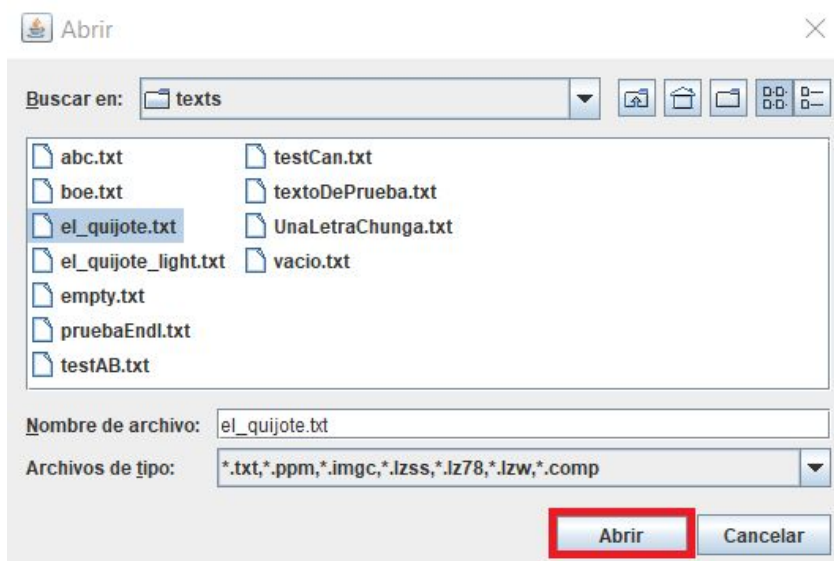 Abrir
Buscar en: texts
abc.txt
boe.txt
el_quijote.txt
el_quijote_light.txt
empty.txt
pruebaEndl.txt
testAB.txt
testCan.txt
textoDePrueba.txt
UnaLetraChunga.txt
vacio.txt
Nombre de archivo: el_quijote.txt
Archivos de tipo: *.txt,*.ppm,*.imgc,*.lzss,*.lz78,*.lzw,*.comp
Abrir Cancelar